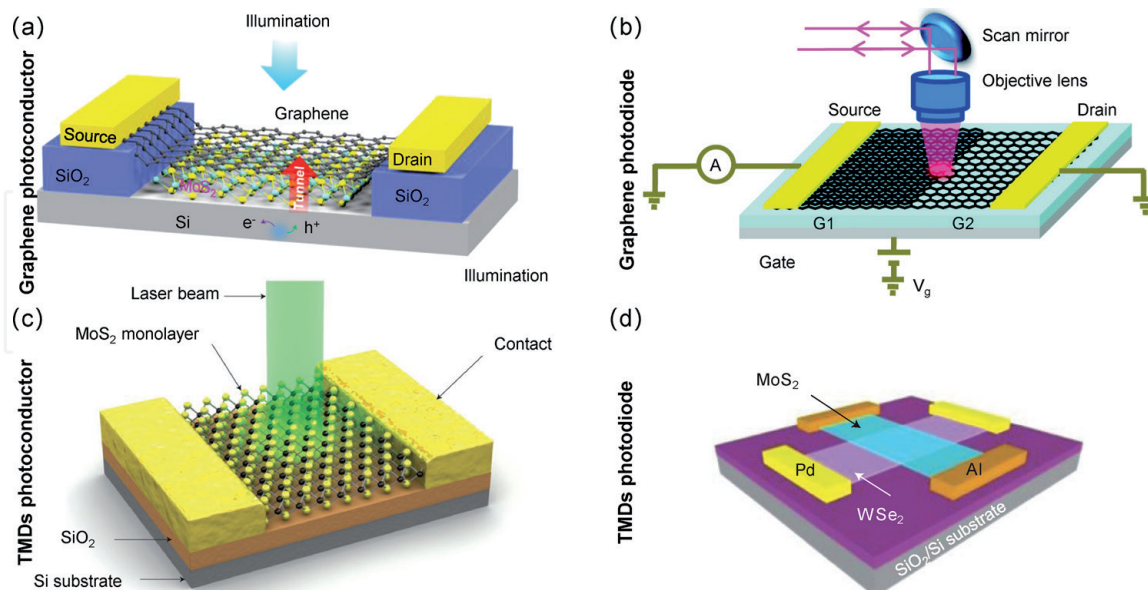 (a)
Graphene photoconductor
Illumination
Graphene
Source
Drain
SiO₂
SiO₂
MoS₂
Tunnel
Si
e⁻
h⁺
(b)
Graphene photodiode
Scan mirror
Objective lens
Source
Drain
A
G1
G2
Gate
Vg
Illumination
(c)
TMDs photoconductor
Laser beam
MoS₂ monolayer
Contact
SiO₂
Si substrate
(d)
TMDs photodiode
MoS₂
Pd
Al
WSe₂
SiO₂/Si substrate